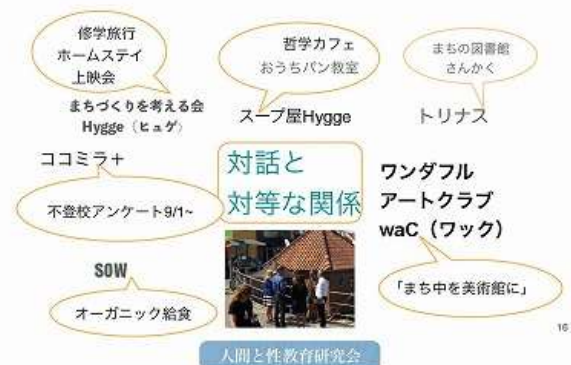 修学旅行
ホームステイ
上映会
まちづくりを考える会
Hygge（ヒュゲ）
哲学カフェ
おうちパン教室
スープ屋Hygge
まちの図書館
さんかく
トリナス
ココミラ＋
不登校アンケート9/1~
対話と
対等な関係
ワンダフル
アートクラブ
waC（ワック）
「まち中を美術館に」
SOW
オーガニック給食
16
人間と性教育研究会